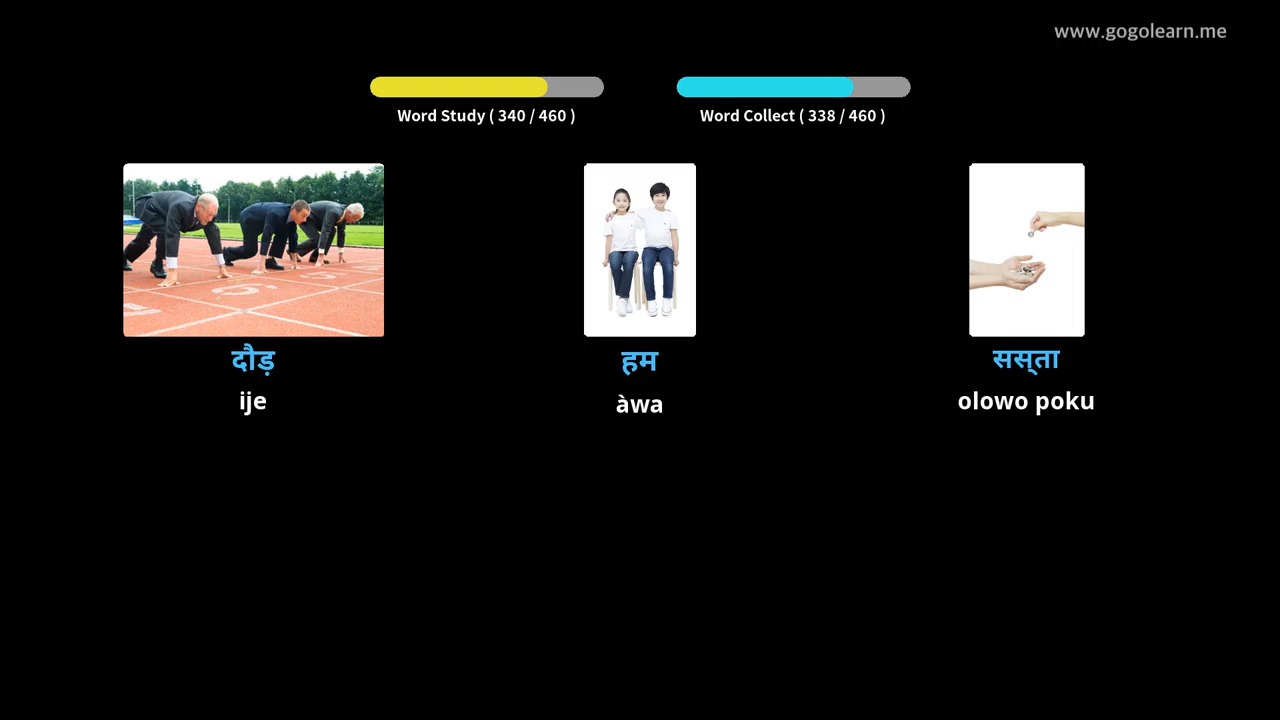 www.gogolearn.me
Word Study ( 340 / 460 )
Word Collect ( 338 / 460 )
दौड़
हम
सस्ता
ije
àwa
olowo poku